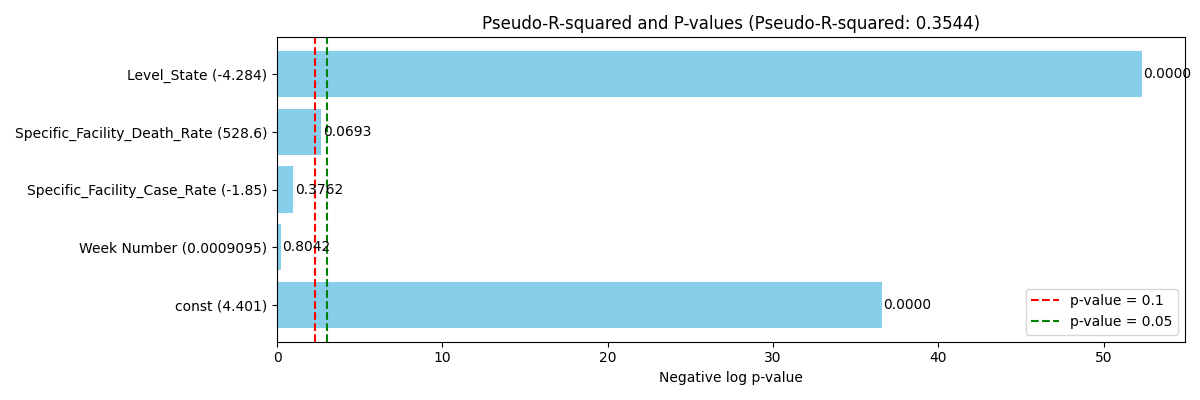 Pseudo-R-squared and P-values (Pseudo-R-squared: 0.3544)
Level_State (-4.284)
0.0000
Specific_Facility_Death_Rate (528.6)
0.0693
Specific_Facility_Case_Rate (-1.85)
0.3762
Week Number (0.0009095)
0.8042
const (4.401)
0.0000
p-value = 0.1
p-value = 0.05
0 10 20 30 40 50
Negative log p-value